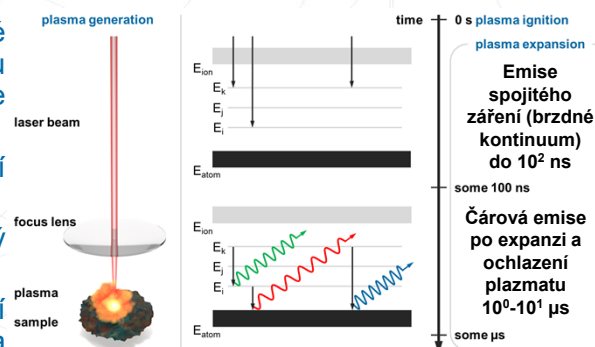 é
u
e
í
ý
í
a
plasma generation
laser beam
focus lens
plasma
sample
E_ion
E_k
E_j
E_i
E_atom
E_ion
E_k
E_j
E_i
E_atom
time
0 s plasma ignition
plasma expansion
Emise
spojitého
záření (brzdné
kontinuum)
do 10² ns
some 100 ns
Čárová emise
po expanzi a
ochlazení
plazmatu
10⁰-10¹ µs
some µs